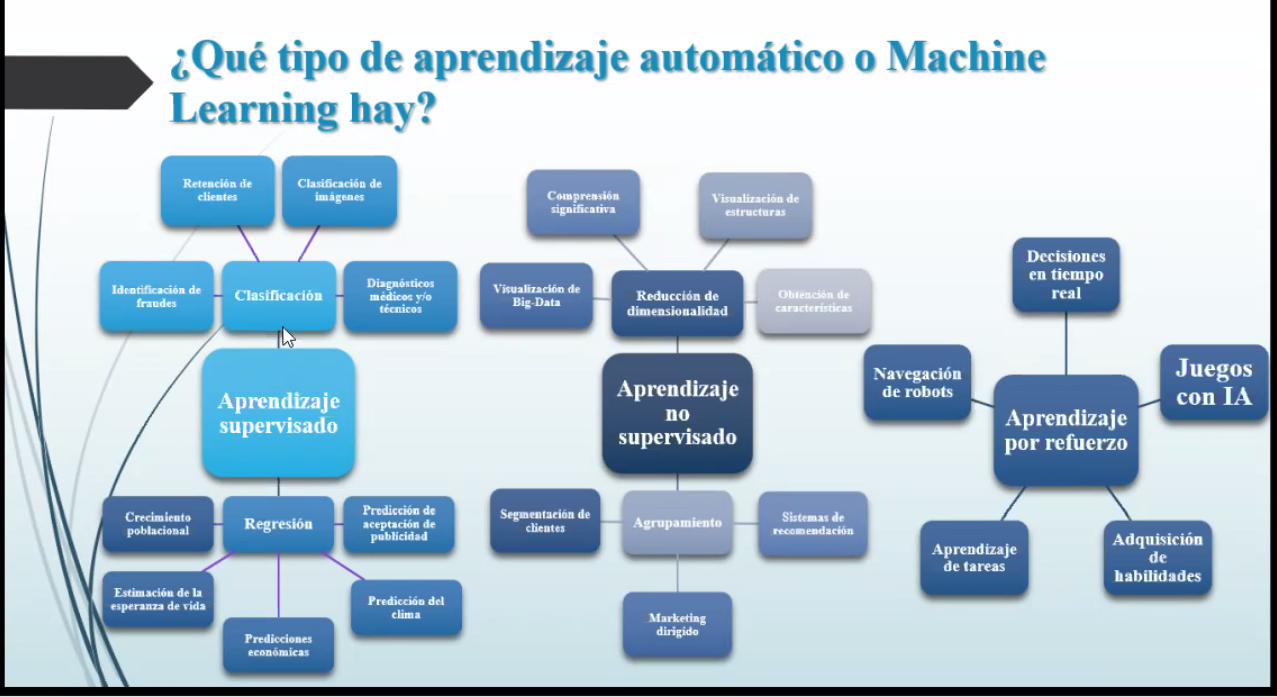 ¿Qué tipo de aprendizaje automático o Machine
Learning hay?
Retención de
clientes
Clasificación de
imágenes
Identificación de
fraudes
Clasificación
Diagnósticos
médicos y/o
técnicos
Aprendizaje
supervisado
Crecimiento
poblacional
Regresión
Predicción de
aceptación de
publicidad
Estimación de la
esperanza de vida
Predicciones
económicas
Predicción del
clima
Comprensión
significativa
Visualización de
estructuras
Visualización de
Big-Data
Reducción de
dimensionalidad
Obtención de
características
Aprendizaje
no
supervisado
Segmentación de
clientes
Agrupamiento
Sistemas de
recomendación
Marketing
dirigido
Decisiones
en tiempo
real
Navegación
de robots
Juegos
con IA
Aprendizaje
por refuerzo
Aprendizaje
de tareas
Adquisición
de
habilidades